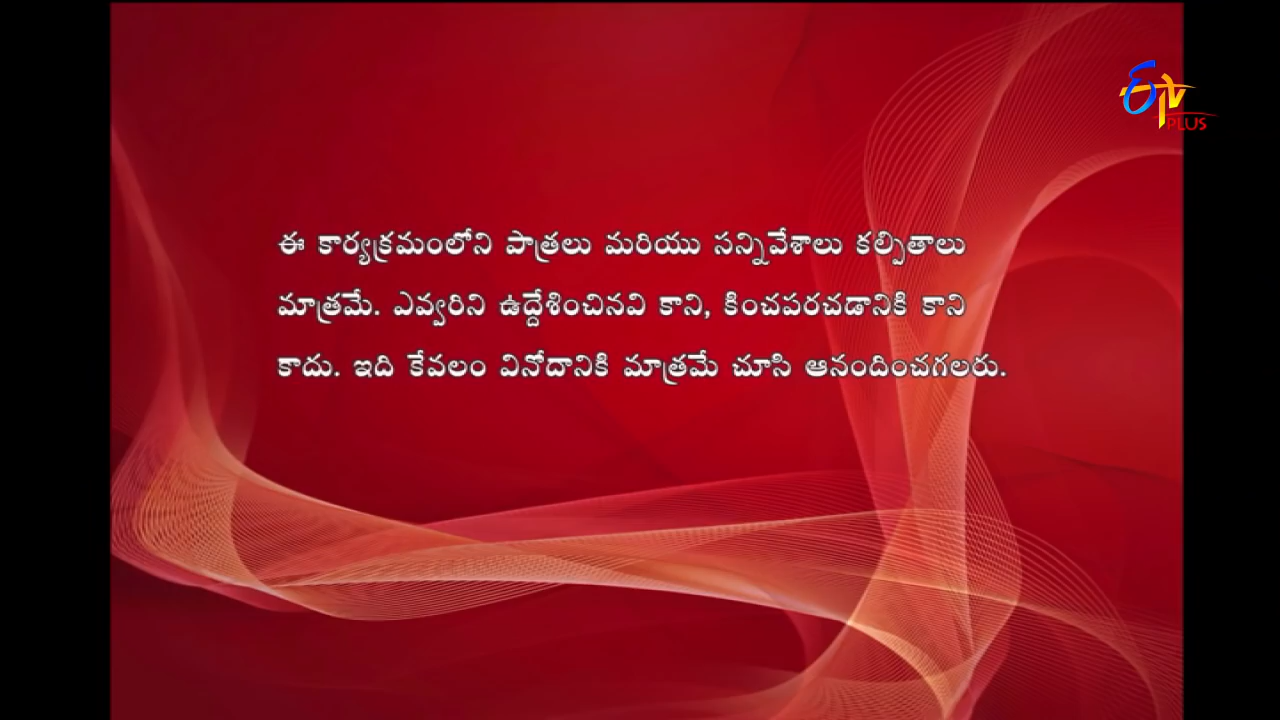 ETV
PLUS
ఈ కార్యక్రమంలోని పాత్రలు మరియు సన్నివేశాలు కల్పితాలు
మాత్రమే. ఎవ్వరిని ఉద్దేశించినవి కాని, కించపరచడానికి కాని
కాదు. ఇది కేవలం వినోదానికి మాత్రమే చూసి ఆనందించగలరు.